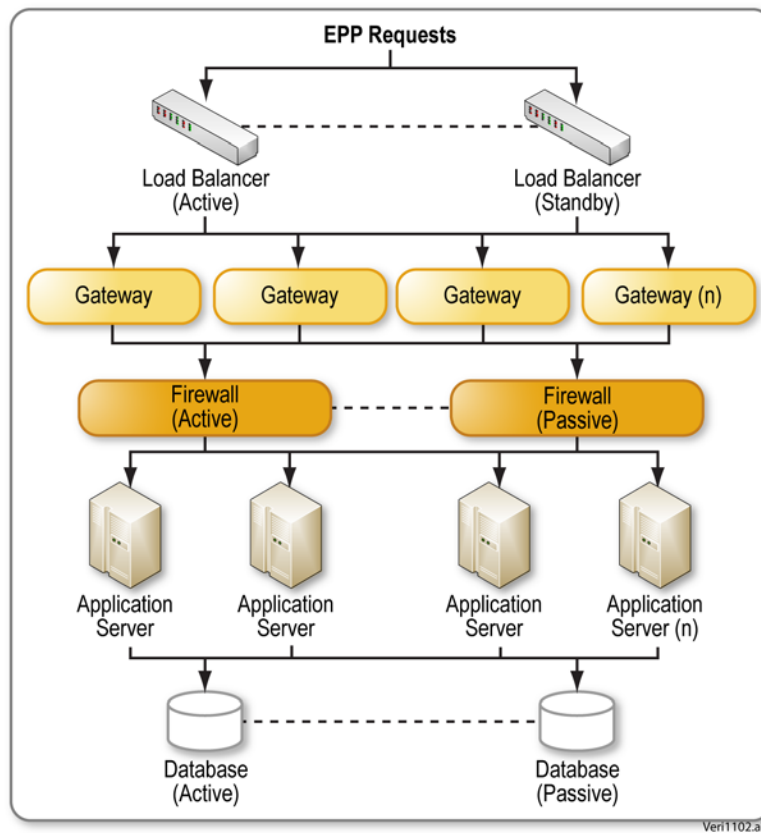 EPP Requests
Load Balancer
(Active)
Load Balancer
(Standby)
Gateway
Gateway
Gateway
Gateway (n)
Firewall
(Active)
Firewall
(Passive)
Application
Server
Application
Server
Application
Server
Application
Server (n)
Database
(Active)
Database
(Passive)
Veri1102.a